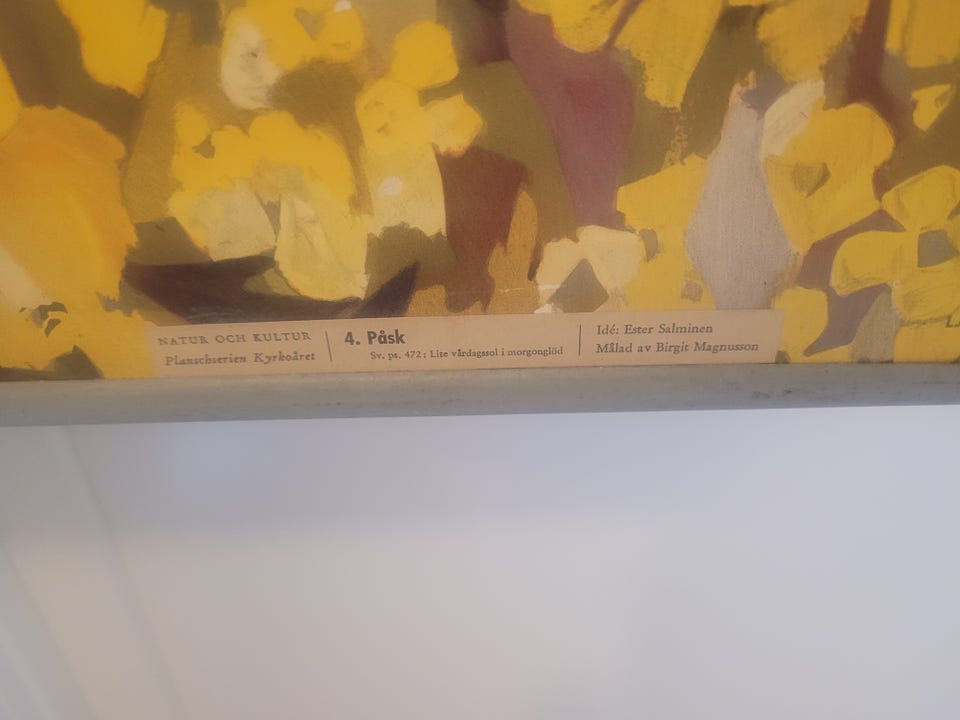 NATUR OCH KULTUR
Planschserien Kyrkoåret
4. Påsk
Sv. ps. 472: Lite vårdagssol i morgonglöd
Idé: Ester Salminen
Målad av Birgit Magnusson